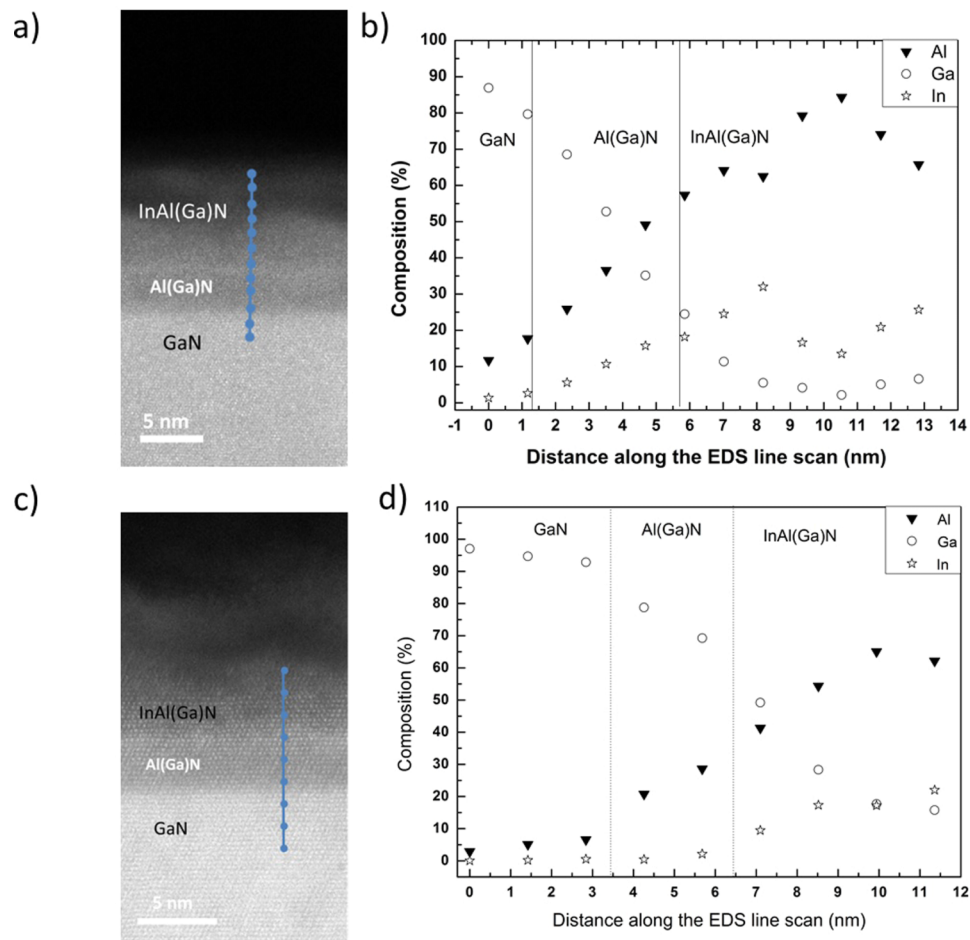 a)
InAl(Ga)N
Al(Ga)N
GaN
5 nm
b)
Composition (%)
100
90
80
70
60
50
40
30
20
10
0
GaN
Al(Ga)N
InAl(Ga)N
Al
Ga
In
-1 0 1 2 3 4 5 6 7 8 9 10 11 12 13 14
Distance along the EDS line scan (nm)
c)
InAl(Ga)N
Al(Ga)N
GaN
5 nm
d)
Composition (%)
110
100
90
80
70
60
50
40
30
20
10
0
GaN
Al(Ga)N
InAl(Ga)N
Al
Ga
In
0 1 2 3 4 5 6 7 8 9 10 11 12
Distance along the EDS line scan (nm)